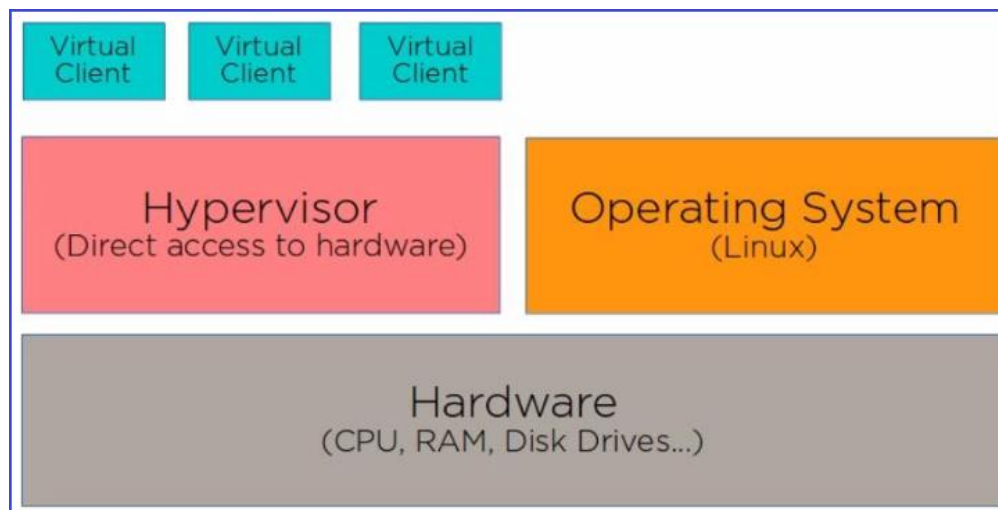 Virtual
Client
Virtual
Client
Virtual
Client
Hypervisor
(Direct access to hardware)
Operating System
(Linux)
Hardware
(CPU, RAM, Disk Drives...)